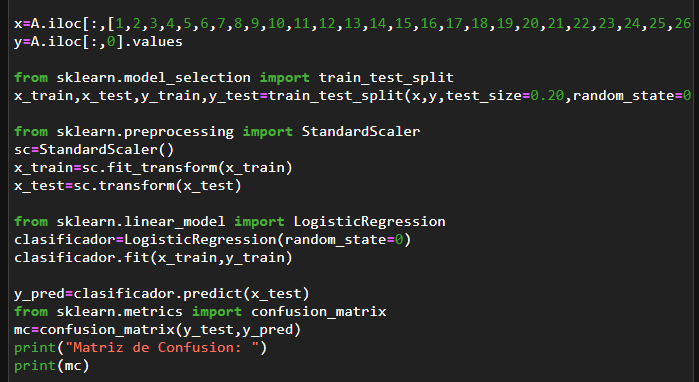 x=A.iloc[:,[1,2,3,4,5,6,7,8,9,10,11,12,13,14,15,16,17,18,19,20,21,22,23,24,25,26
y=A.iloc[:,0].values
from sklearn.model_selection import train_test_split
x_train,x_test,y_train,y_test=train_test_split(x,y,test_size=0.20,random_state=0
from sklearn.preprocessing import StandardScaler
sc=StandardScaler()
x_train=sc.fit_transform(x_train)
x_test=sc.transform(x_test)
from sklearn.linear_model import LogisticRegression
clasificador=LogisticRegression(random_state=0)
clasificador.fit(x_train,y_train)
y_pred=clasificador.predict(x_test)
from sklearn.metrics import confusion_matrix
mc=confusion_matrix(y_test,y_pred)
print("Matriz de Confusion: ")
print(mc)